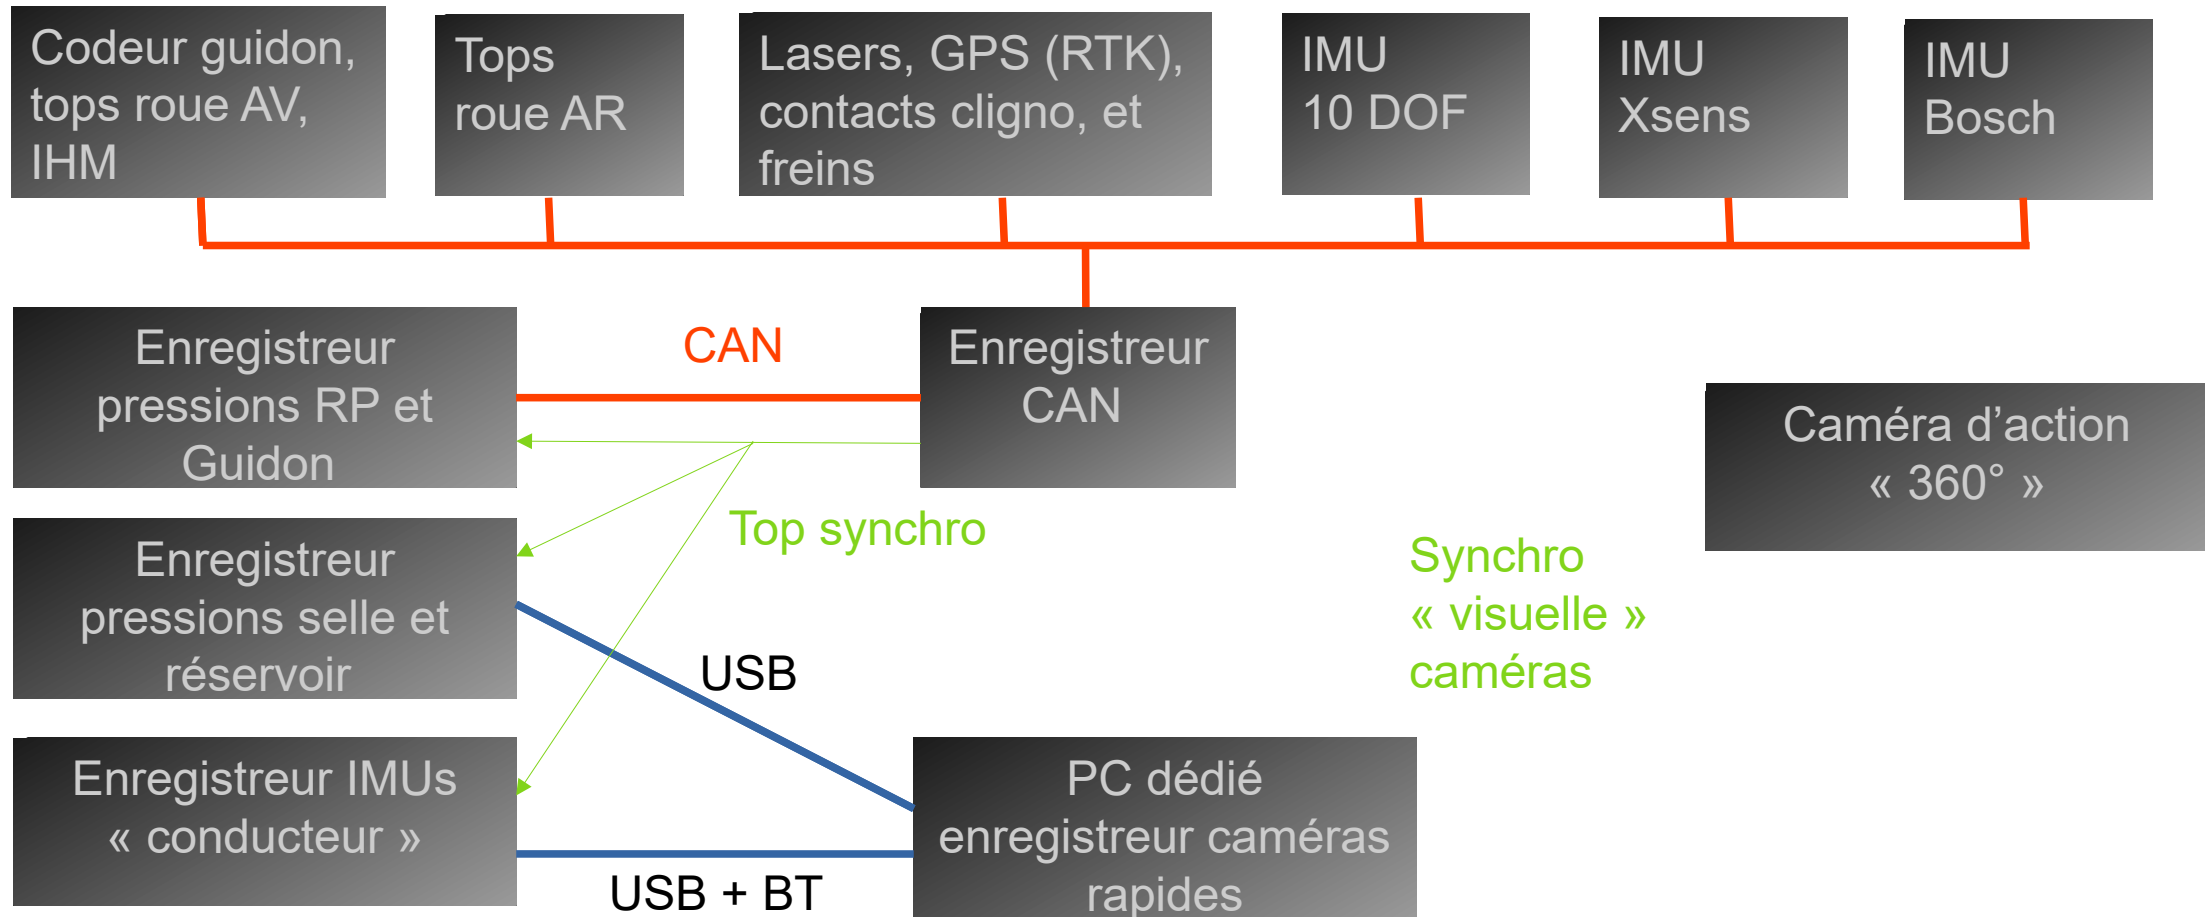 Codeur guidon,
tops roue AV,
IHM
Tops
roue AR
Lasers, GPS (RTK),
contacts cligno, et
freins
IMU
10 DOF
IMU
Xsens
IMU
Bosch
Enregistreur
pressions RP et
Guidon
CAN
Enregistreur
CAN
Caméra d’action
« 360° »
Top synchro
Synchro
« visuelle »
caméras
Enregistreur
pressions selle et
réservoir
USB
Enregistreur IMUs
« conducteur »
USB + BT
PC dédié
enregistreur caméras
rapides